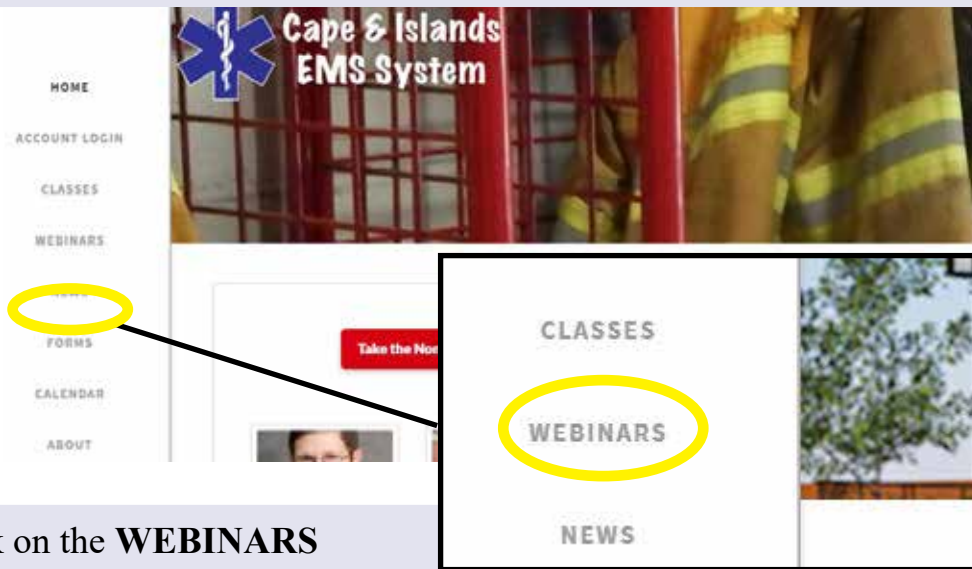 Cape & Islands
EMS System
HOME
ACCOUNT LOGIN
CLASSES
WEBINARS
FORMS
CALENDAR
ABOUT
Take the
CLASSES
WEBINARS
NEWS
on the WEBINARS